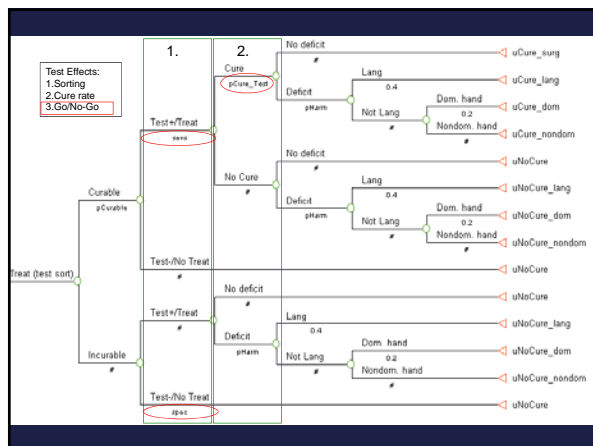 1.
2.
Test Effects:
1.Sorting
2.Cure rate
3.Go/No-Go
No deficit
#
uCure_surg
Cure
pCure_Test
Lang
0.4
uCure_lang
Deficit
pHarm
Dom. hand
0.2
uCure_dom
Not Lang
#
Nondom. hand
#
uCure_nondom
Test+/Treat
sens
No deficit
#
uNoCure
No Cure
#
Lang
0.4
uNoCure_lang
Deficit
pHarm
Dom. hand
0.2
uNoCure_dom
Not Lang
#
Nondom. hand
#
uNoCure_nondom
Curable
pCurable
Test-/No Treat
#
uNoCure
Treat (test sort)
No deficit
#
uNoCure
Test+/Treat
#
Lang
0.4
uNoCure_lang
Deficit
pHarm
Dom. hand
0.2
uNoCure_dom
Incurable
#
Not Lang
#
Nondom. hand
#
uNoCure_nondom
Test-/No Treat
spec
uNoCure